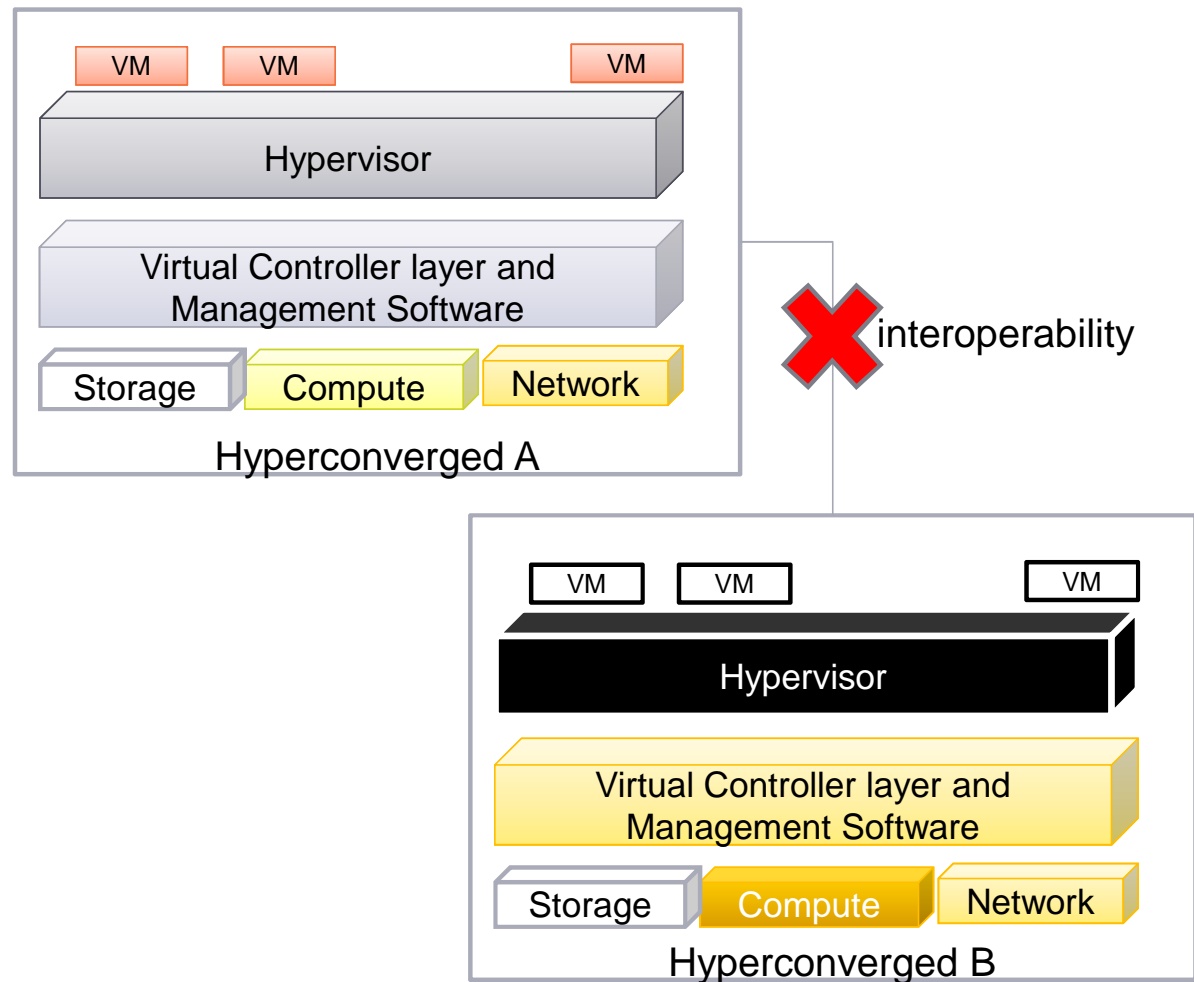 VM
VM
VM
Hypervisor
Virtual Controller layer and
Management Software
Storage
Compute
Network
Hyperconverged A
interoperability
VM
VM
VM
Hypervisor
Virtual Controller layer and
Management Software
Storage
Compute
Network
Hyperconverged B